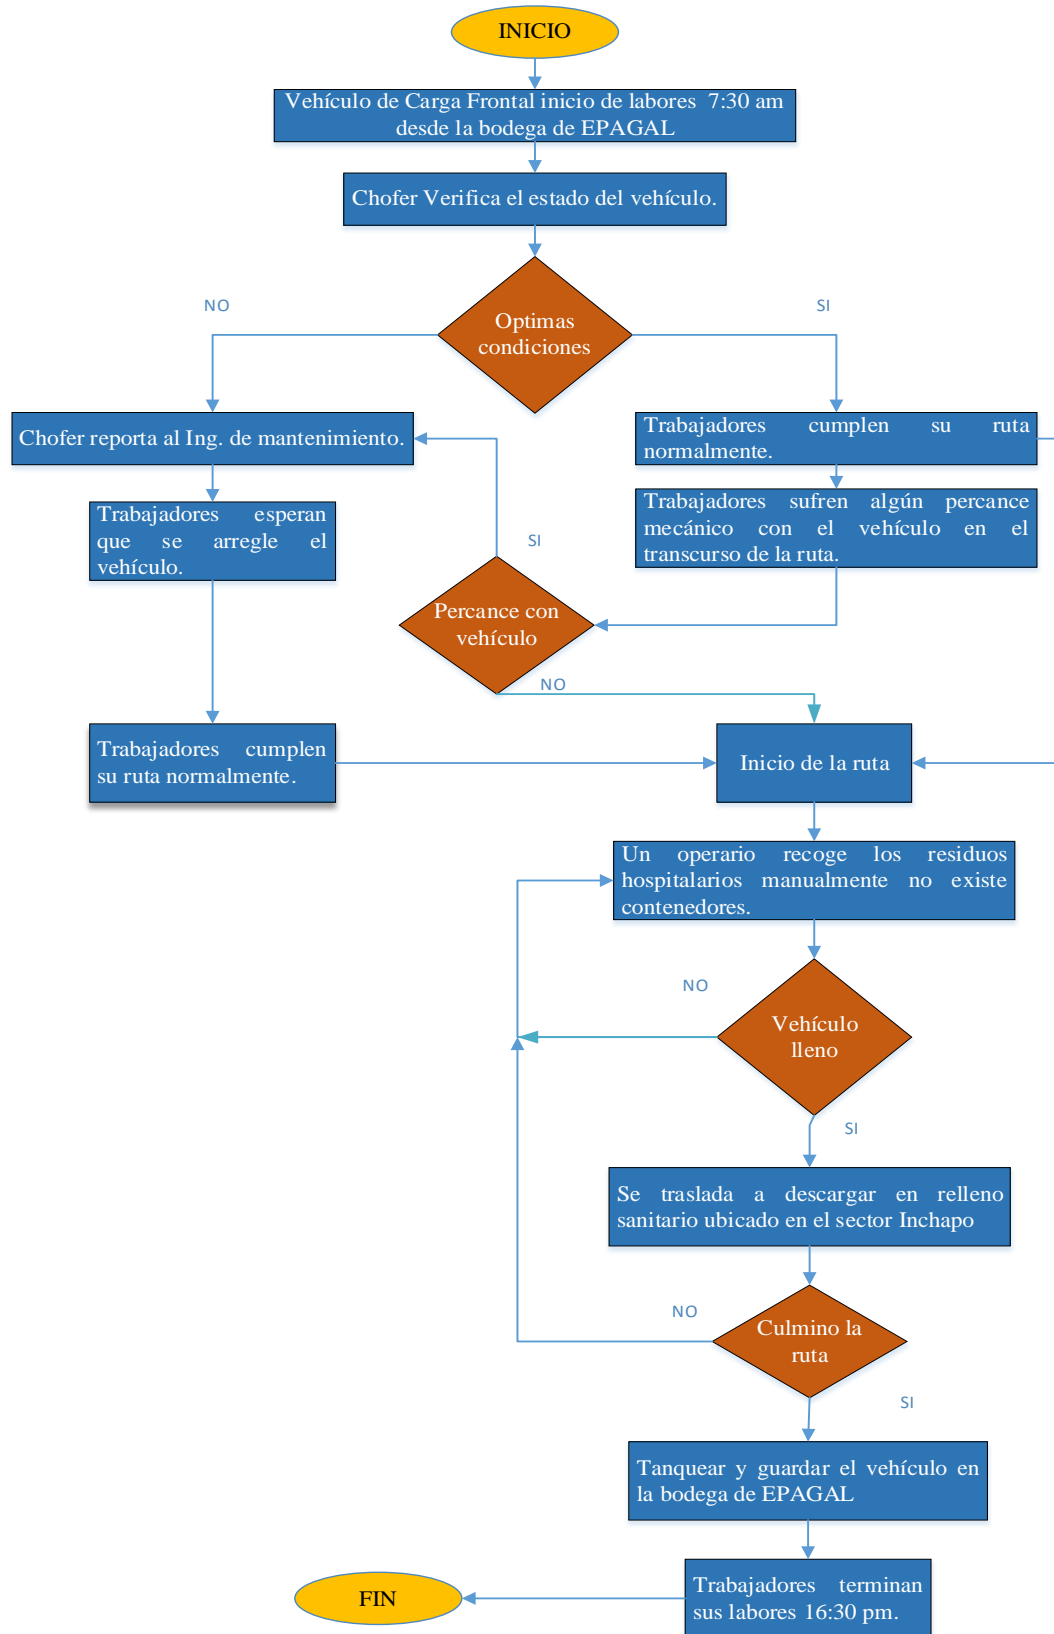 INICIO
Vehículo de Carga Frontal inicio de labores 7:30 am
desde la bodega de EPAGAL
Chofer Verifica el estado del vehículo.
Optimas
condiciones
NO
SI
Chofer reporta al Ing. de mantenimiento.
Trabajadores cumplen su ruta
normalmente.
Trabajadores esperan
que se arregle el
vehículo.
Trabajadores sufren algún percance
mecánico con el vehículo en el
transcurso de la ruta.
SI
Percance con
vehículo
NO
Trabajadores cumplen
su ruta normalmente.
Inicio de la ruta
Un operario recoge los residuos
hospitalarios manualmente no existe
contenedores.
NO
Vehículo
lleno
SI
Se traslada a descargar en relleno
sanitario ubicado en el sector Inchapo
NO
Culmino la
ruta
SI
Tanquear y guardar el vehículo en
la bodega de EPAGAL
Trabajadores terminan
sus labores 16:30 pm.
FIN